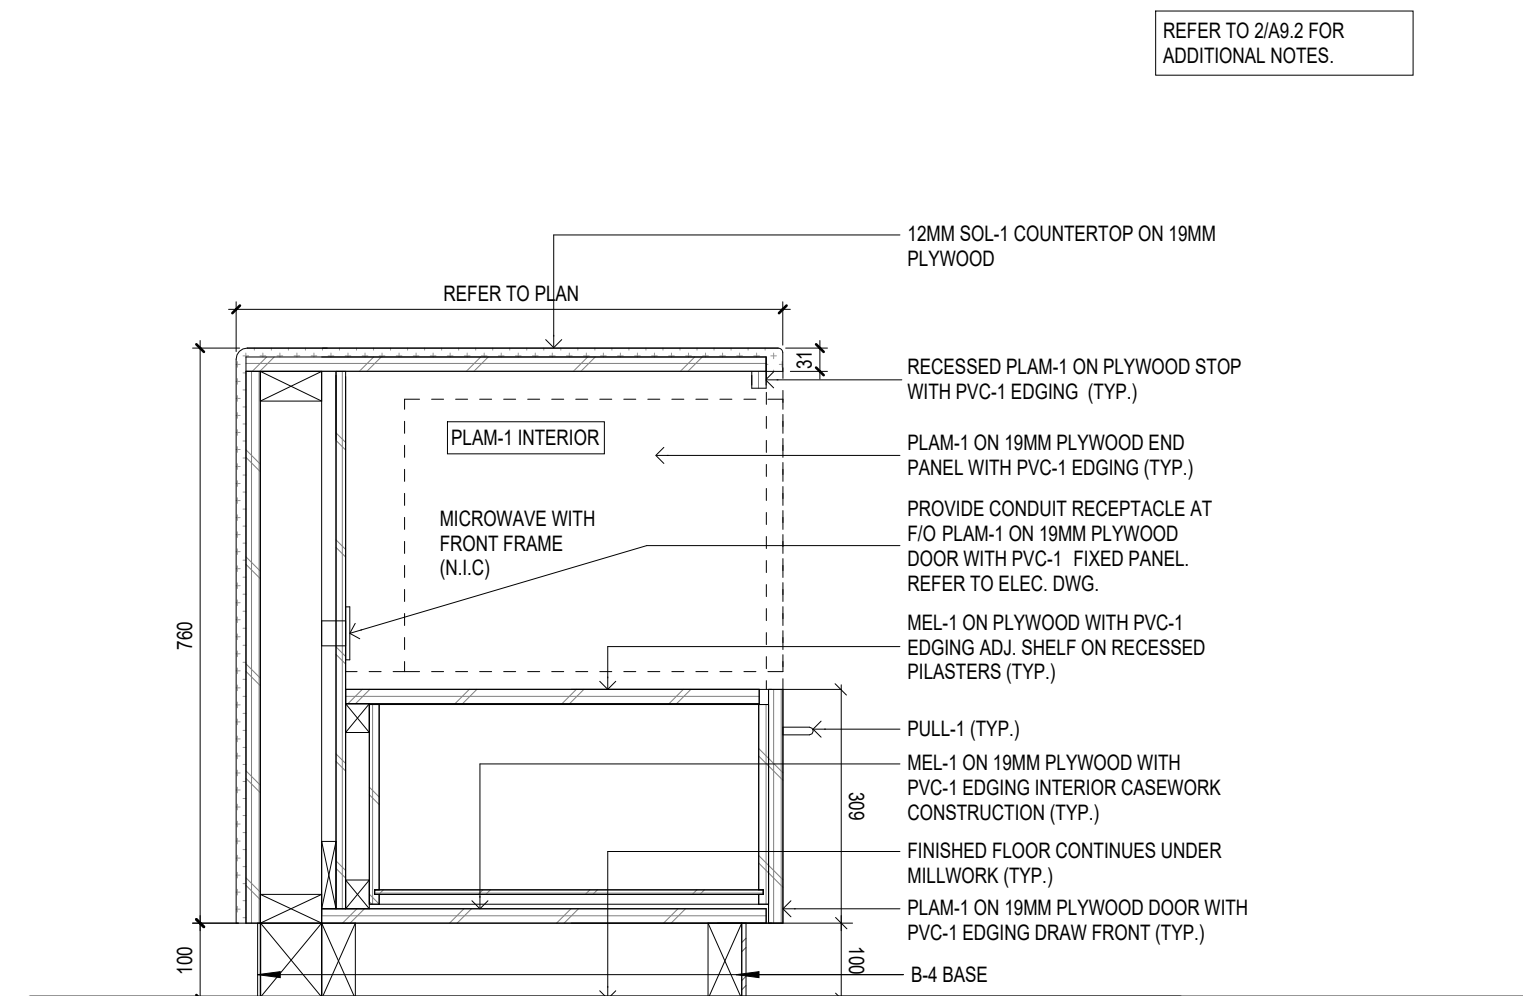 REFER TO 2/A9.2 FOR
ADDITIONAL NOTES.
12MM SOL-1 COUNTERTOP ON 19MM
PLYWOOD
REFER TO PLAN
31
RECESSED PLAM-1 ON PLYWOOD STOP
WITH PVC-1 EDGING (TYP.)
PLAM-1 INTERIOR
PLAM-1 ON 19MM PLYWOOD END
PANEL WITH PVC-1 EDGING (TYP.)
MICROWAVE WITH
FRONT FRAME
(N.I.C)
PROVIDE CONDUIT RECEPTACLE AT
F/O PLAM-1 ON 19MM PLYWOOD
DOOR WITH PVC-1 FIXED PANEL.
REFER TO ELEC. DWG.
760
MEL-1 ON PLYWOOD WITH PVC-1
EDGING ADJ. SHELF ON RECESSED
PILASTERS (TYP.)
PULL-1 (TYP.)
MEL-1 ON 19MM PLYWOOD WITH
PVC-1 EDGING INTERIOR CASEWORK
CONSTRUCTION (TYP.)
309
FINISHED FLOOR CONTINUES UNDER
MILLWORK (TYP.)
PLAM-1 ON 19MM PLYWOOD DOOR WITH
PVC-1 EDGING DRAW FRONT (TYP.)
100
100
B-4 BASE